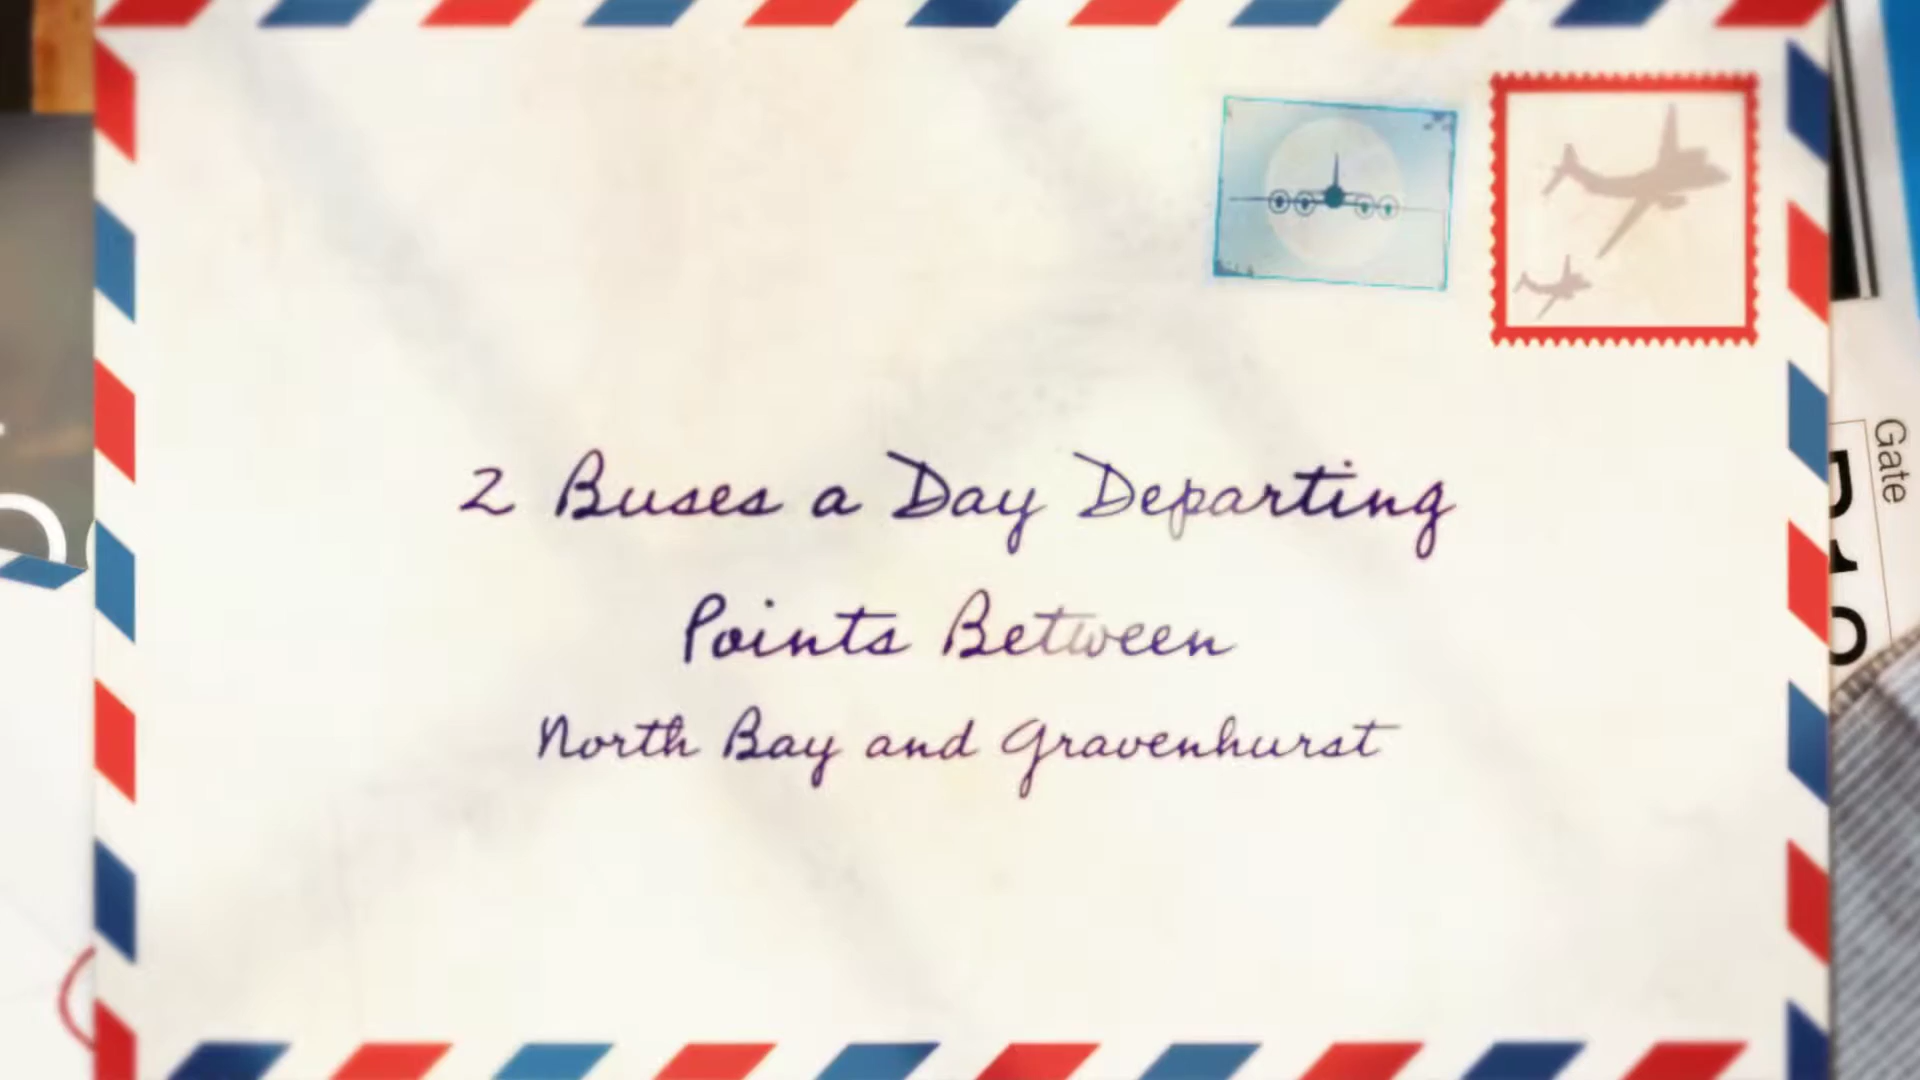 2 Buses a Day Departing
Points Between
North Bay and Gravenhurst
Gate